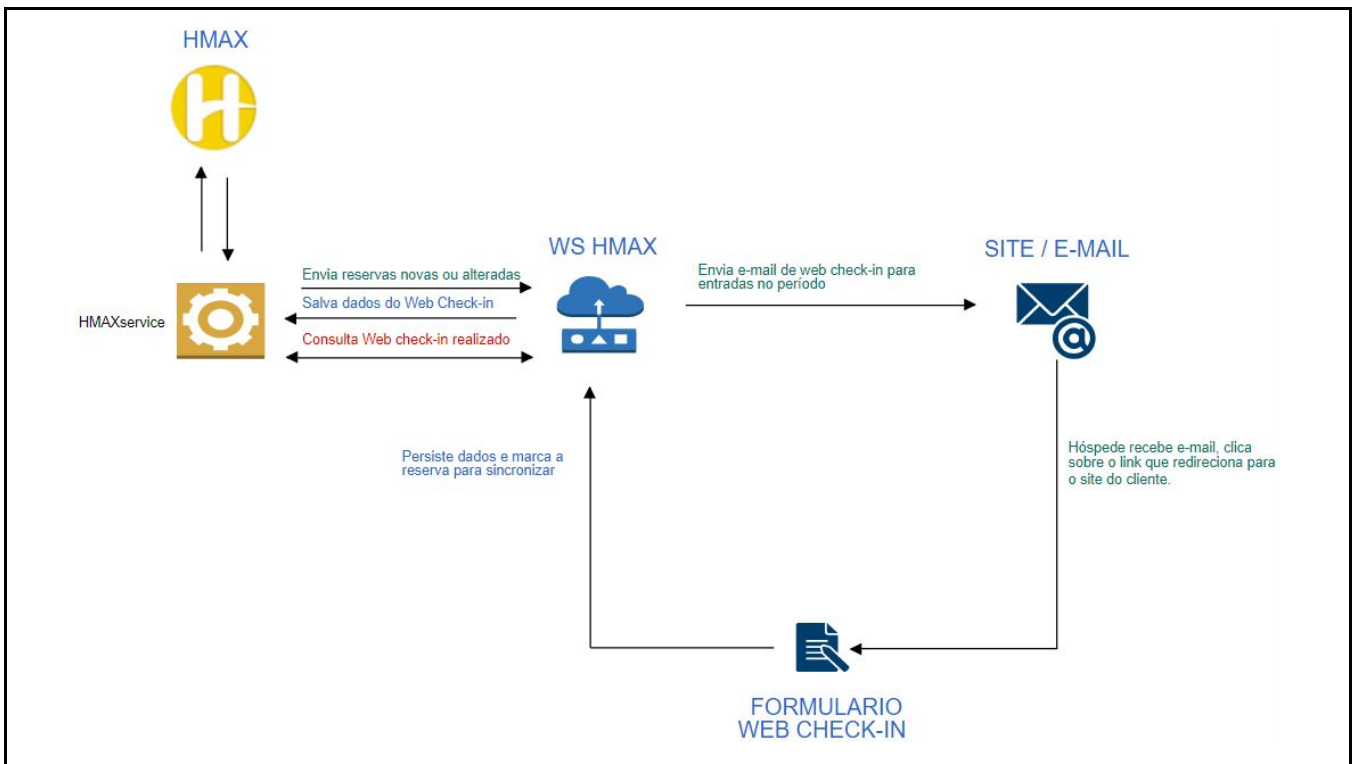 HMAX
HMAXservice
Envia reservas novas ou alteradas
Salva dados do Web Check-in
Consulta Web check-in realizado
WS HMAX
Envia e-mail de web check-in para
entradas no período
SITE / E-MAIL
Hóspede recebe e-mail, clica
sobre o link que redireciona para
o site do cliente.
Persiste dados e marca a
reserva para sincronizar
FORMULARIO
WEB CHECK-IN